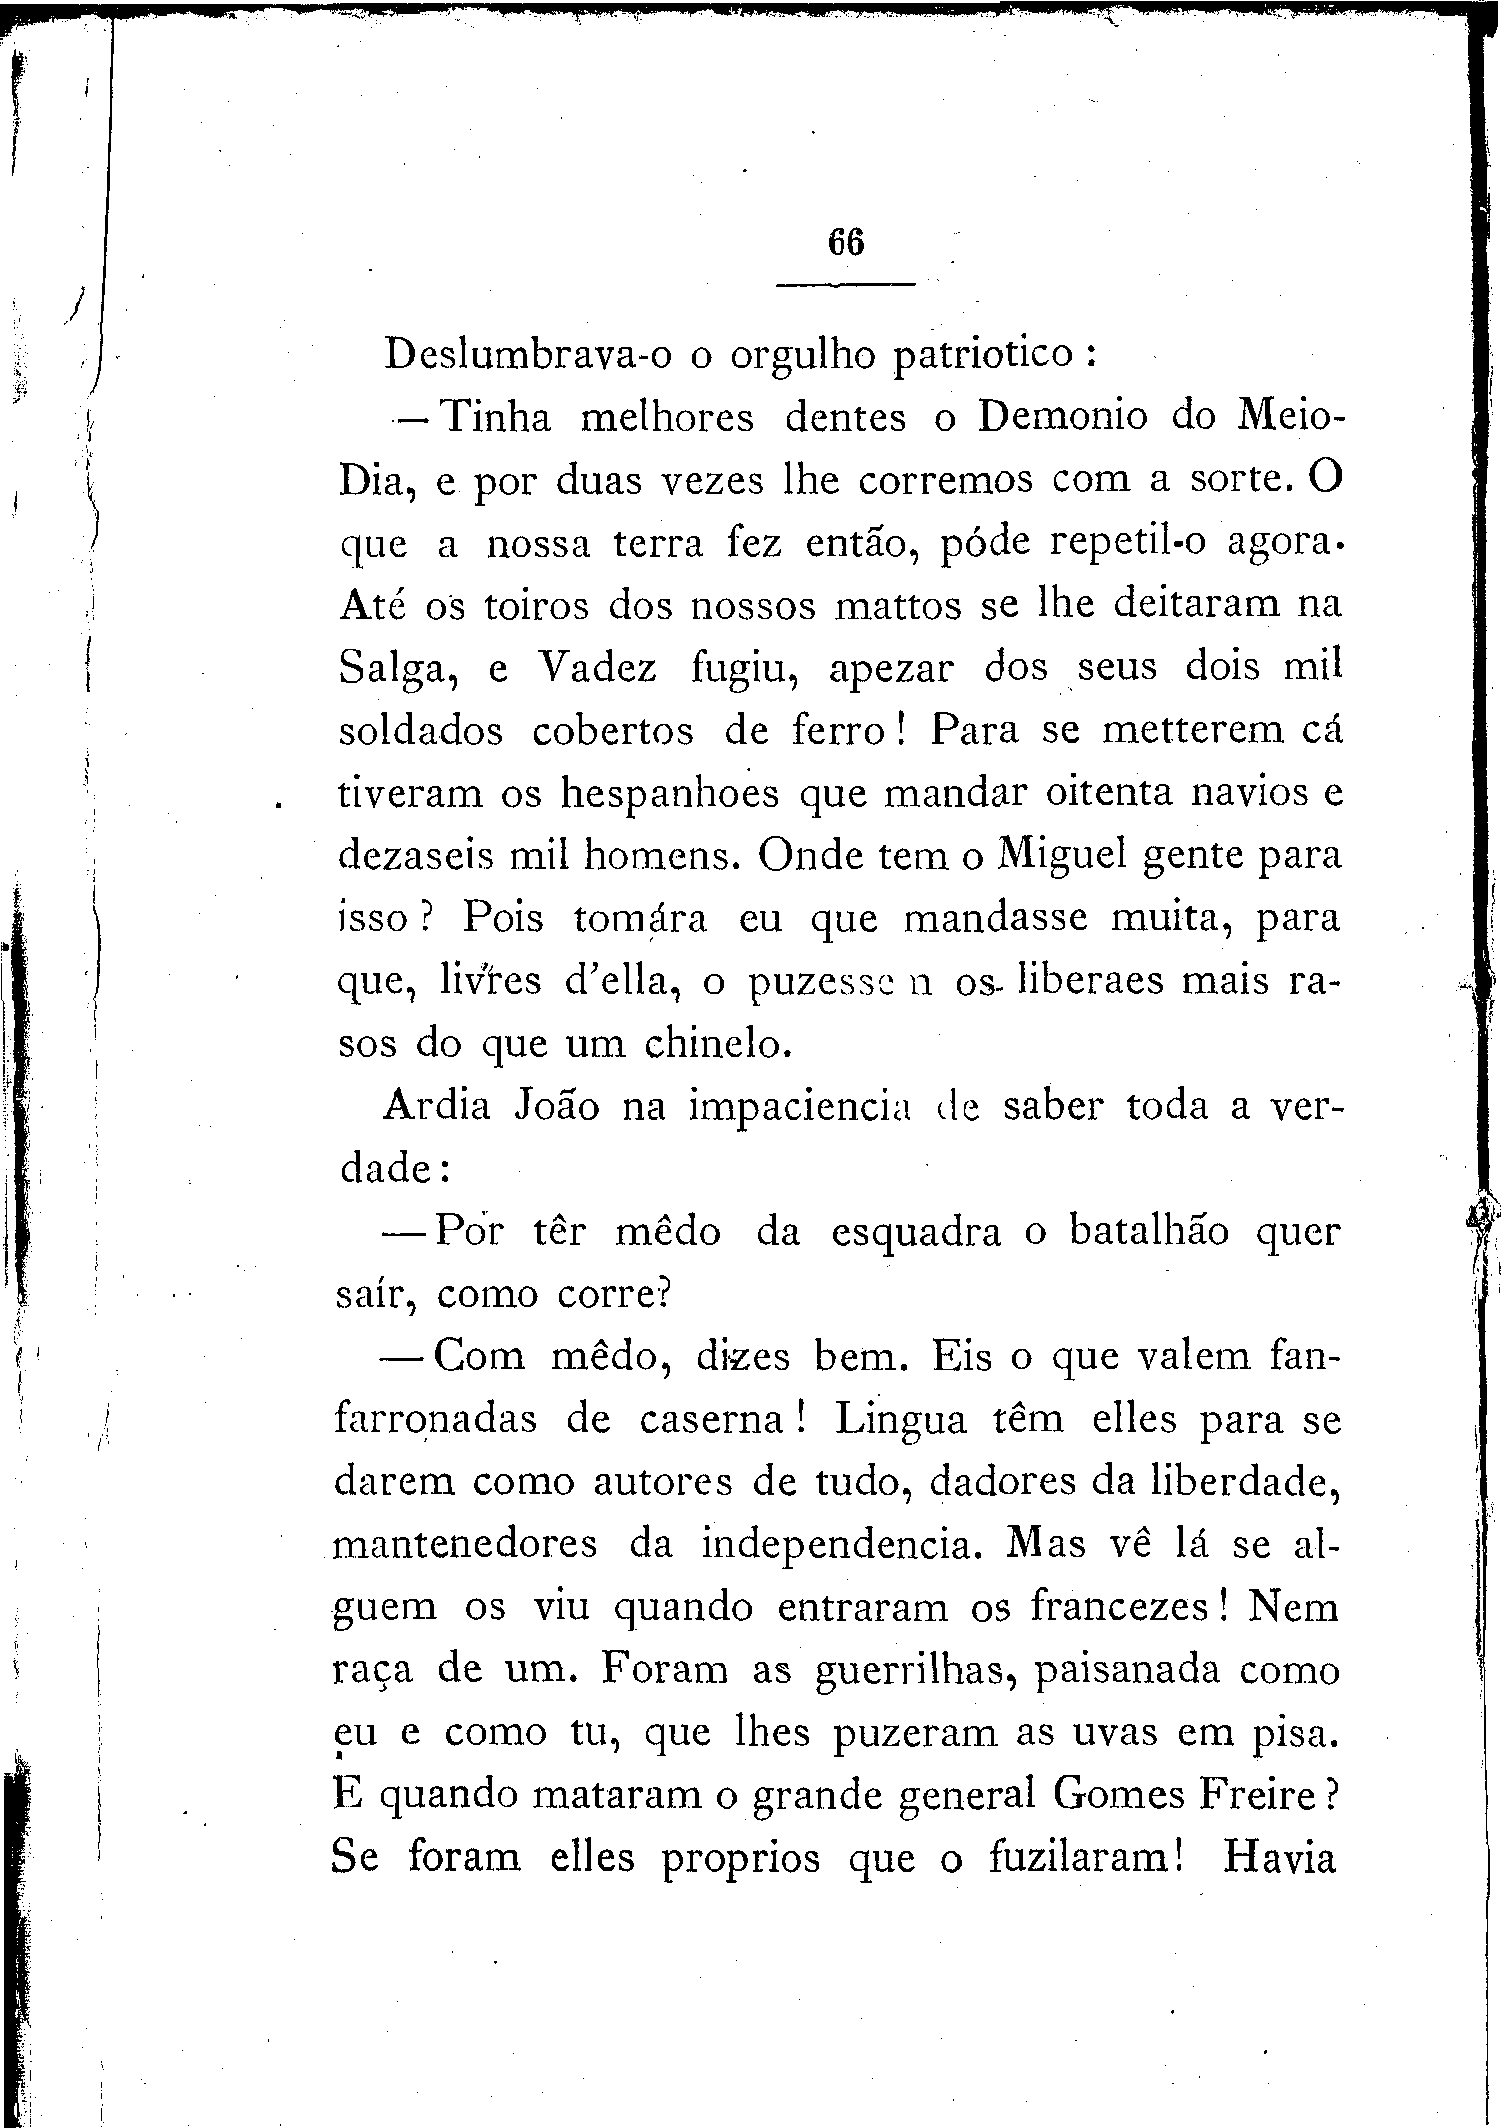 66
Deslumbrava-o o orgulho patriotico :
— Tinha melhores dentes o Demonio do Meio-
Dia, e por duas vezes lhe corremos com a sorte. O
que a nossa terra fez então, póde repetil-o agora.
Até os toiros dos nossos mattos se lhe deitaram na
Salga, e Vadez fugiu, apezar dos seus dois mil
soldados cobertos de ferro ! Para se metterem cá
tiveram os hespanhoes que mandar oitenta navios e
dezaseis mil homens. Onde tem o Miguel gente para
isso ? Pois tomára eu que mandasse muita, para
que, livres d'ella, o puzessem os liberaes mais ra-
sos do que um chinelo.
Ardia João na impaciencia de saber toda a ver-
dade :
— Por têr mêdo da esquadra o batalhão quer
saír, como corre?
— Com mêdo, dizes bem. Eis o que valem fan-
farronadas de caserna ! Lingua têm elles para se
darem como autores de tudo, dadores da liberdade,
mantenedores da independencia. Mas vê lá se al-
guem os viu quando entraram os francezes ! Nem
raça de um. Foram as guerrilhas, paisanada como
eu e como tu, que lhes puzeram as uvas em pisa.
E quando mataram o grande general Gomes Freire ?
Se foram elles proprios que o fuzilaram! Havia